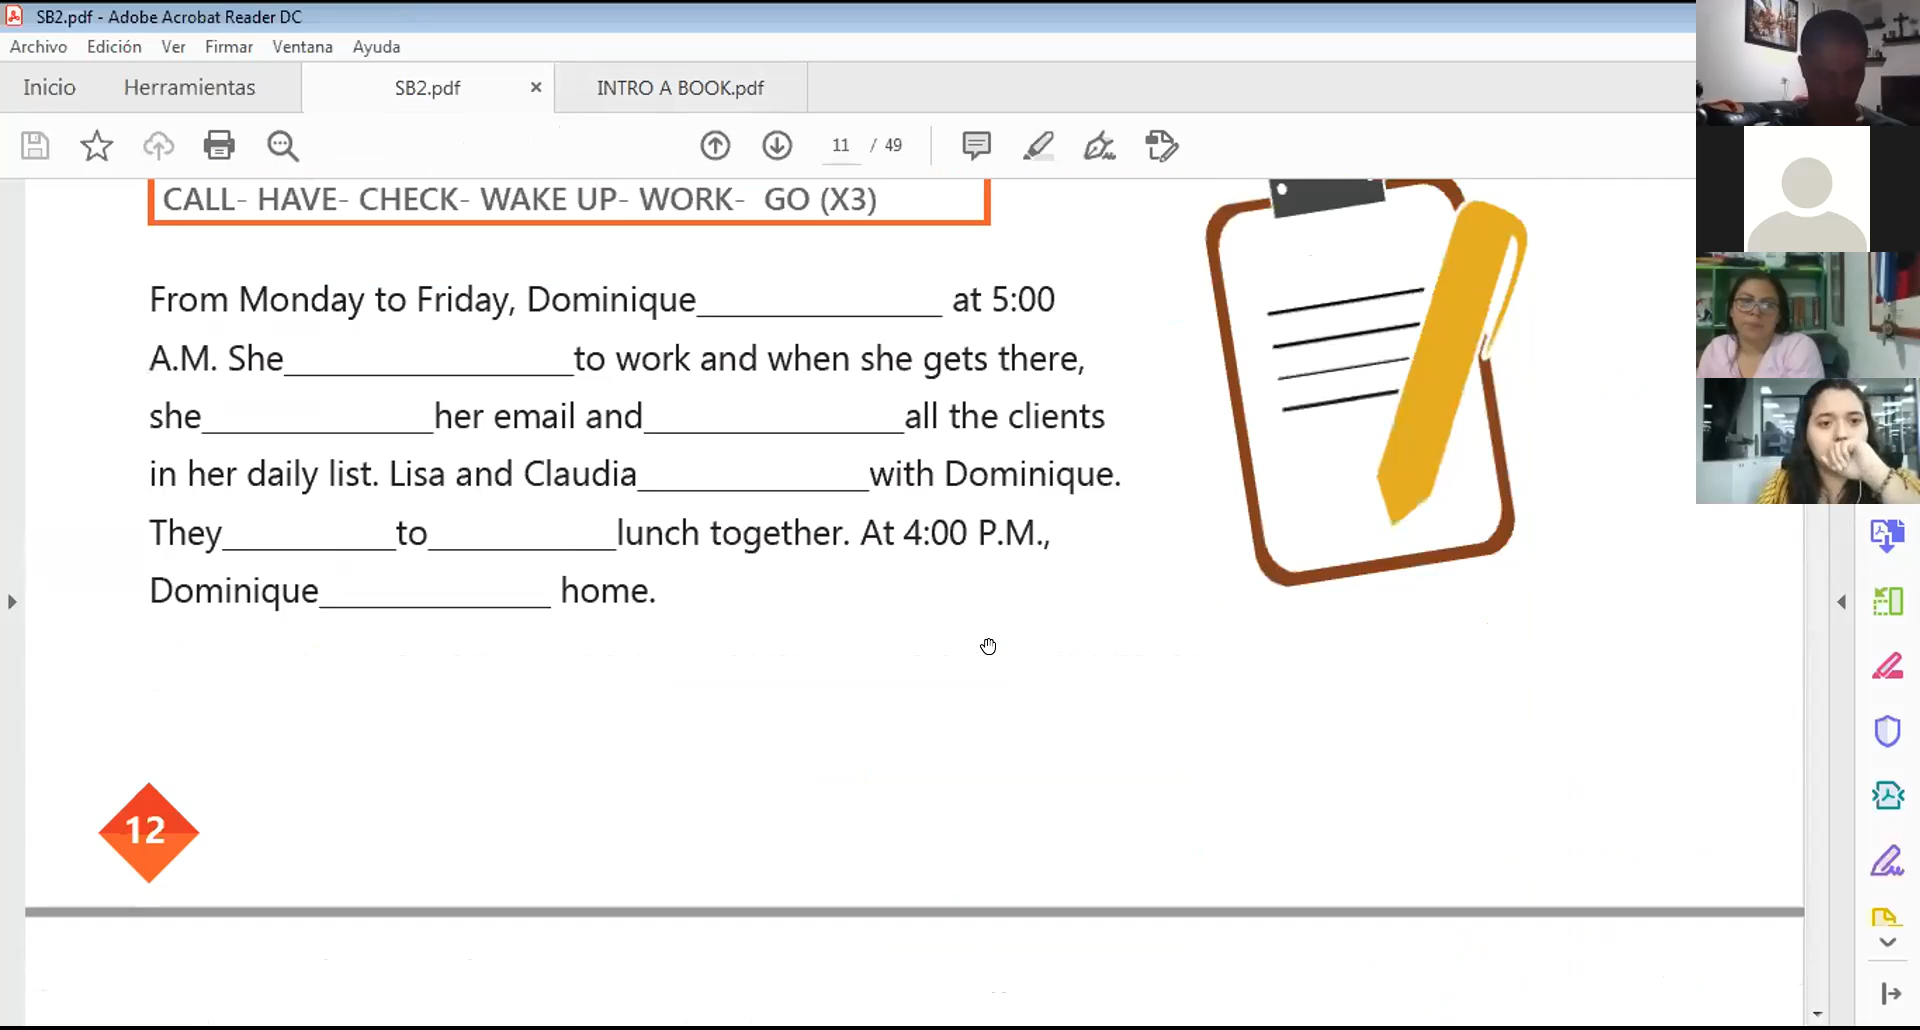 SB2.pdf - Adobe Acrobat Reader DC
Archivo Edición Ver Firmar Ventana Ayuda
Inicio Herramientas SB2.pdf × INTRO A BOOK.pdf
11 / 49
CALL- HAVE- CHECK- WAKE UP- WORK- GO (X3)
From Monday to Friday, Dominique______________ at 5:00
A.M. She________________to work and when she gets there,
she_____________her email and______________all the clients
in her daily list. Lisa and Claudia_____________with Dominique.
They__________to__________lunch together. At 4:00 P.M.,
Dominique_____________ home.
12